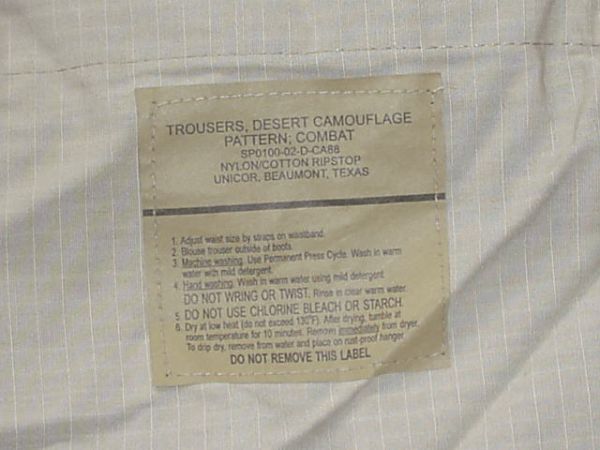 TROUSERS, DESERT CAMOUFLAGE
PATTERN; COMBAT
SP0100-02-D-CA88
NYLON/COTTON RIPSTOP
UNICOR, BEAUMONT, TEXAS
1. Adjust waist size by straps on waistband.
2. Blouse trouser outside of boots.
3. Machine washing. Use Permanent Press Cycle. Wash in warm
water with mild detergent.
4. Hand washing. Wash in warm water using mild detergent.
DO NOT WRING OR TWIST. Rinse in clear warm water.
5. DO NOT USE CHLORINE BLEACH OR STARCH.
6. Dry at low heat (do not exceed 130°F). After drying, tumble at
room temperature for 10 minutes. Remove immediately from dryer.
To drip dry, remove from water and place on rust-proof hanger.
DO NOT REMOVE THIS LABEL